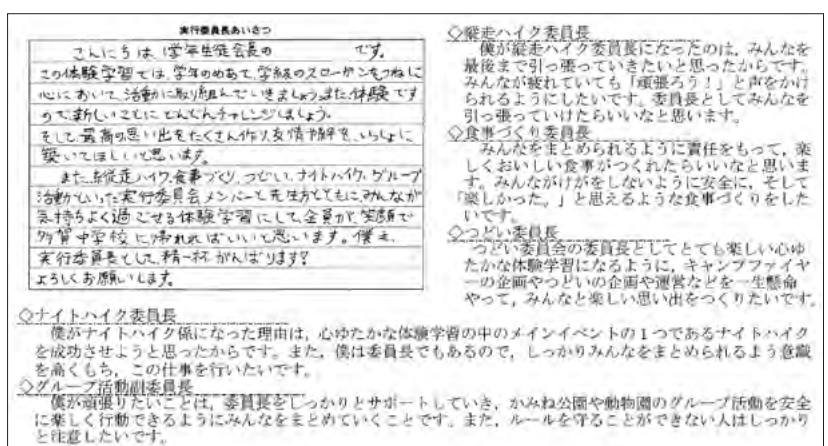 実行委員長あいさつ
こんにちは、学年生徒会長の　　です。
この体験学習では、学年のめあて、学級のスローガンをつねに
心において、活動に取り組んでいきましょう。また、体験です
ので、新しいことにどんどんチャレンジしましょう。
そして、最高の思い出をたくさん作り、友情や絆を、いっしょに
築いてほしいと思います。
また、縦走ハイク、食事づくり、つどい、ナイトハイク、グループ
活動といった実行委員会メンバーと先生方とともに、みんなが
気持ちよく過ごせる体験学習にして、全員が、笑顔で
多賀中学校に帰れればいいと思います。僕も、
実行委員長として、精一杯がんばります!
よろしくお願いします。
◇縦走ハイク委員長
僕が縦走ハイク委員長になったのは、みんなを
最後まで引っ張っていきたいと思ったからです。
みんなが疲れていても「頑張ろう!」と声をかけ
られるようにしたいです。委員長としてみんなを
引っ張っていけたらいいなと思います。
◇食事づくり委員長
みんなをまとめられるように責任をもって、楽
しくおいしい食事がつくれたらいいなと思いま
す。みんながけがをしないように安全に、そして
「楽しかった。」と思えるような食事づくりをした
いです。
◇つどい委員長
つどい委員会の委員長としてとても楽しい心ゆ
たかな体験学習になるように、キャンプファイヤ
ーの企画やつどいの企画や運営などを一生懸命
やって、みんなと楽しい思い出をつくりたいです。
◇ナイトハイク委員長
僕がナイトハイク係になった理由は、心ゆたかな体験学習の中のメインイベントの1つであるナイトハイク
を成功させようと思ったからです。また、僕は委員長でもあるので、しっかりみんなをまとめられるよう意識
を高くもち、この仕事を行いたいです。
◇グループ活動副委員長
僕が頑張りたいことは、委員長をしっかりとサポートしていき、かみね公園や動物園のグループ活動を安全
に楽しく行動できるようにみんなをまとめていくことです。また、ルールを守ることができない人はしっかり
と注意したいです。